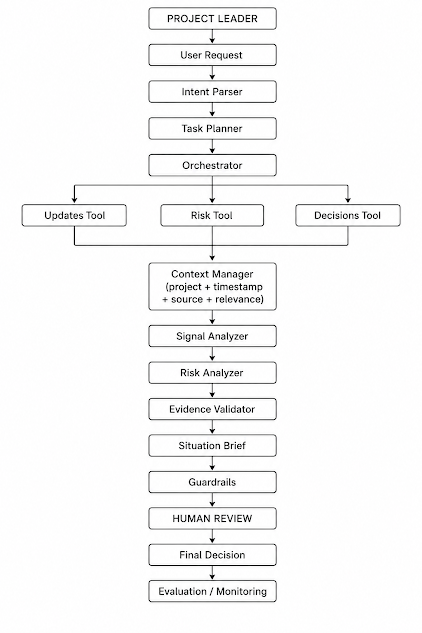 PROJECT LEADER
User Request
Intent Parser
Task Planner
Orchestrator
Updates Tool
Risk Tool
Decisions Tool
Context Manager
(project + timestamp
+ source + relevance)
Signal Analyzer
Risk Analyzer
Evidence Validator
Situation Brief
Guardrails
HUMAN REVIEW
Final Decision
Evaluation / Monitoring